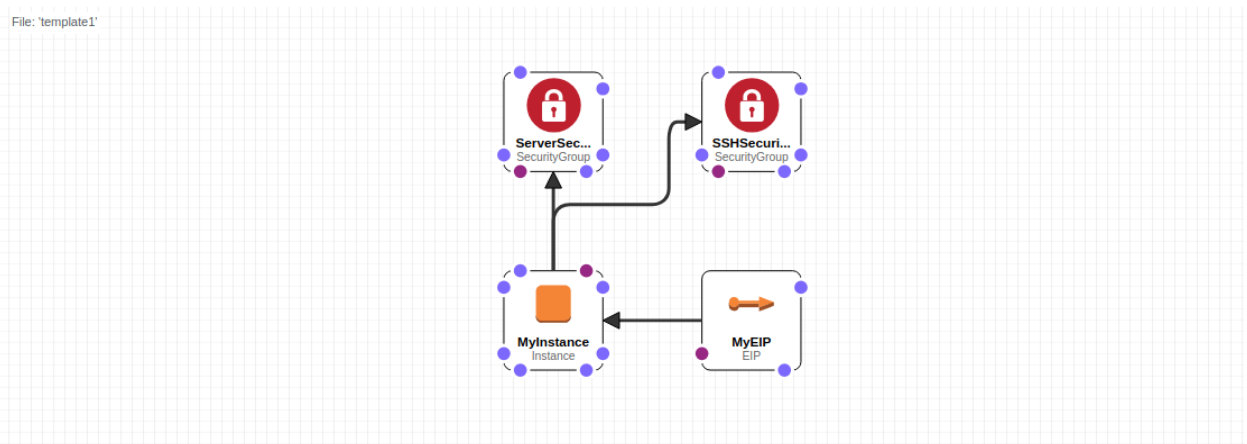 File: 'template1'
ServerSec...
SecurityGroup
SSHSecuri...
SecurityGroup
MyInstance
Instance
MyEIP
EIP